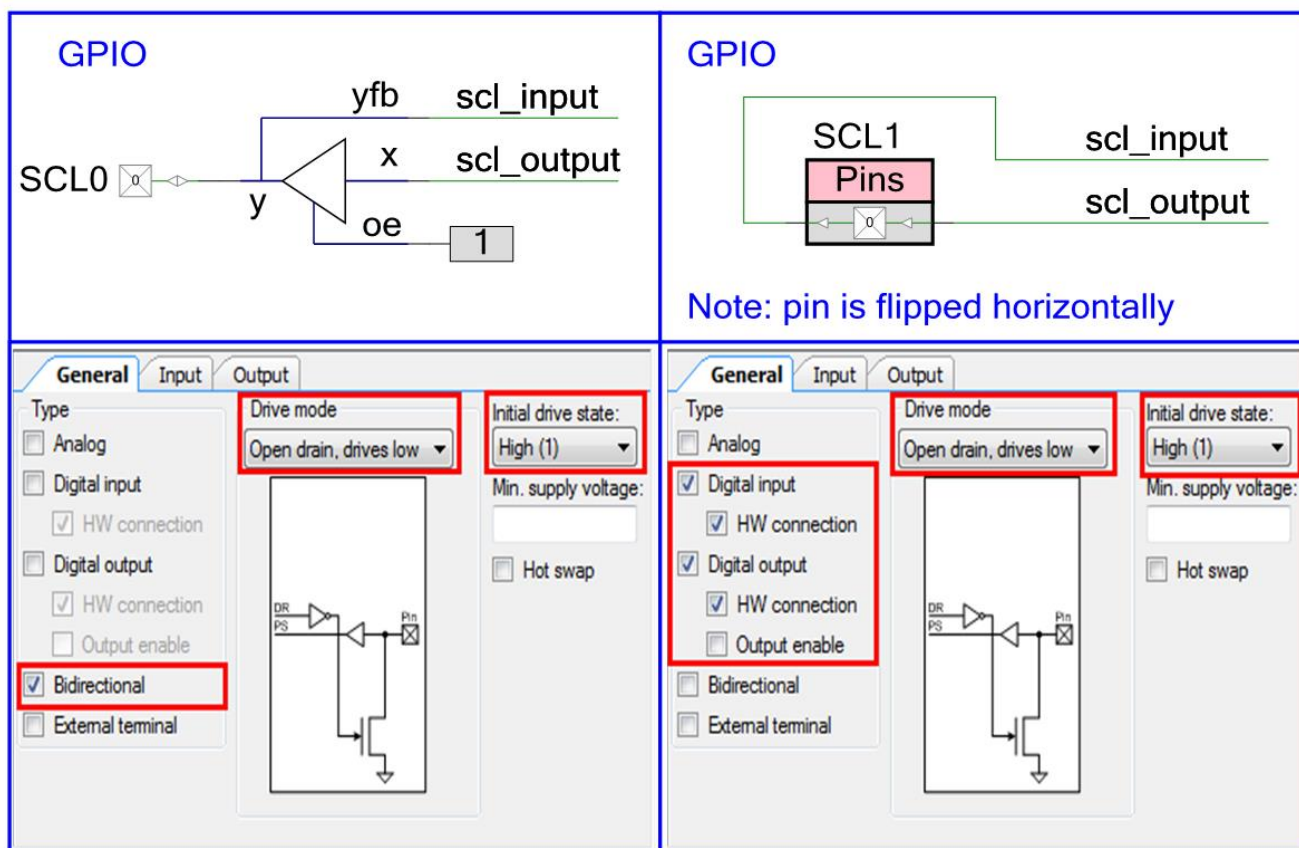 GPIO
yfb scl_input
SCL0 0 x scl_output
y
oe
1
GPIO
SCL1
scl_input
Pins
scl_output
0
Note: pin is flipped horizontally
General Input Output
Type
Analog
Digital input
HW connection
Digital output
HW connection
Output enable
Bidirectional
External terminal
Drive mode
Open drain, drives low
DR
PS
Pin
Initial drive state:
High (1)
Min. supply voltage:
Hot swap
General Input Output
Type
Analog
Digital input
HW connection
Digital output
HW connection
Output enable
Bidirectional
External terminal
Drive mode
Open drain, drives low
DR
PS
Pin
Initial drive state:
High (1)
Min. supply voltage:
Hot swap